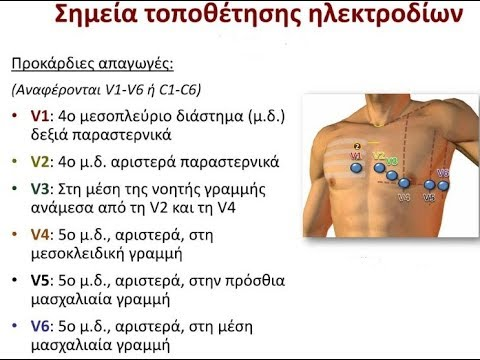 Σημεία τοποθέτησης ηλεκτροδίων
Προκάρδιες απαγωγές:
(Αναφέρονται V1-V6 ή C1-C6)
• V1: 4ο μεσοπλεύριο διάστημα (μ.δ.)
δεξιά παραστερνικά
• V2: 4ο μ.δ. αριστερά παραστερνικά
• V3: Στη μέση της νοητής γραμμής
ανάμεσα από τη V2 και τη V4
• V4: 5ο μ.δ., αριστερά, στη
μεσοκλειδική γραμμή
• V5: 5ο μ.δ., αριστερά, στην πρόσθια
μασχαλιαία γραμμή
• V6: 5ο μ.δ., αριστερά, στη μέση
μασχαλιαία γραμμή
V1
V2
V3
V4
V5
V6